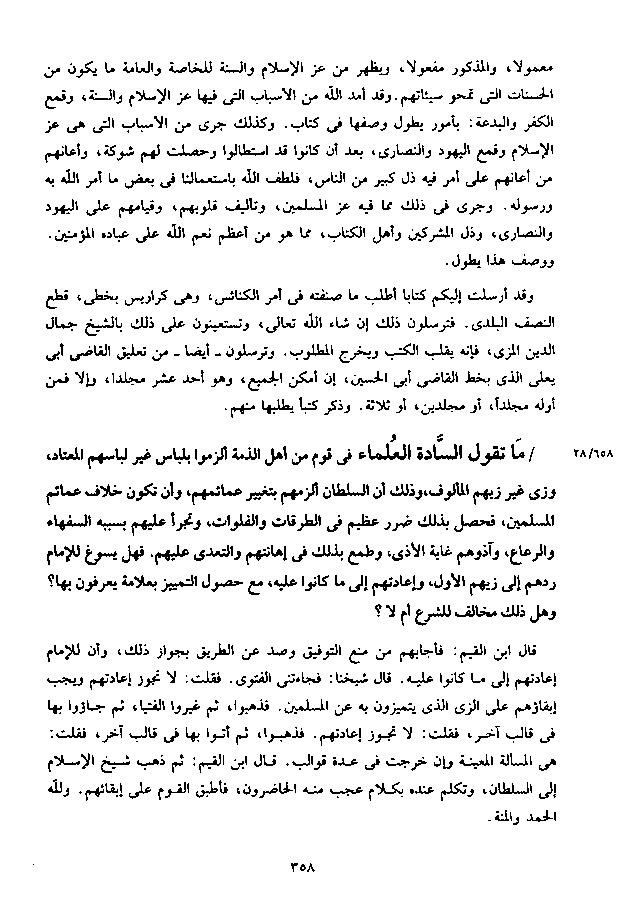 معمولا، والمذكور مفعولا، ويظهر من عز الإسلام والسنة للخاصة والعامة ما يكون من
الحسنات التى تمحو سيئاتهم. وقد أمد الله من الأسباب التى فيها عز الإسلام والسنة، وقمع
الكفر والبدعة: بأمور يطول وصفها فى كتاب. وكذلك جرى من الأسباب التى هى عز
الإسلام وقمع اليهود والنصارى، بعد أن كانوا قد استطالوا وحصلت لهم شوكة، وأعانهم
من أعانهم على أمر فيه ذل كبير من الناس، فلطف الله باستعمالنا فى بعض ما أمر الله به
ورسوله. وجرى فى ذلك مما فيه عز المسلمين، وتأليف قلوبهم، وقيامهم على اليهود
والنصارى، وذل المشركين وأهل الكتاب، مما هو من أعظم نعم الله على عباده المؤمنين.
ووصف هذا يطول.
وقد أرسلت إليكم كتابا أطلب ما صنفته فى أمر الكنائس، وهى كراريس بخطى، قطع
النصف البلدى. فترسلون ذلك إن شاء الله تعالى، وتستعينون على ذلك بالشيخ جمال
الدين المزى، فإنه يقلب الكتب ويخرج المطلوب. وترسلون ـ أيضا ـ من تعليق القاضى أبى
يعلى الذى بخط القاضى أبى الحسين، إن أمكن الجميع، وهو أحد عشر مجلدا، وإلا فمن
أوله مجلداً، أو مجلدين، أو ثلاثة. وذكر كتباً يطلبها منهم.
٢٨/٦٥٨ / مَا تقول السَّادة العُلماء فى قوم من أهل الذمة ألزموا بلباس غير لباسهم المعتاد،
وزى غير زيهم المألوف، وذلك أن السلطان ألزمهم بتغيير عمائمهم، وأن تكون خلاف عمائم
المسلمين، فحصل بذلك ضرر عظيم فى الطرقات والفلوات، وتجرأ عليهم بسببه السفهاء
والرعاع، وآذوهم غاية الأذى، وطمع بذلك فى إهانتهم والتعدى عليهم. فهل يسوغ للإمام
ردهم إلى زيهم الأول، وإعادتهم إلى ما كانوا عليه، مع حصول التمييز بعلامة يعرفون بها؟
وهل ذلك مخالف للشرع أم لا ؟
قال ابن القيم: فأجابهم من منع التوفيق وصد عن الطريق بجواز ذلك، وأن للإمام
إعادتهم إلى ما كانوا عليه. قال شيخنا: فجاءتنى الفتوى. فقلت: لا تجوز إعادتهم ويجب
إبقاؤهم على الزى الذى يتميزون به عن المسلمين. فذهبوا، ثم غيروا الفتيا، ثم جاؤوا بها
فى قالب آخر، فقلت: لا تجوز إعادتهم. فذهبوا، ثم أتوا بها فى قالب آخر، فقلت:
هى المسألة المعينة وإن خرجت فى عدة قوالب. قال ابن القيم: ثم ذهب شيخ الإسلام
إلى السلطان، وتكلم عنده بكلام عجب منه الحاضرون، فأطبق القوم على إبقائهم. ولله
الحمد والمنة.
٣٥٨